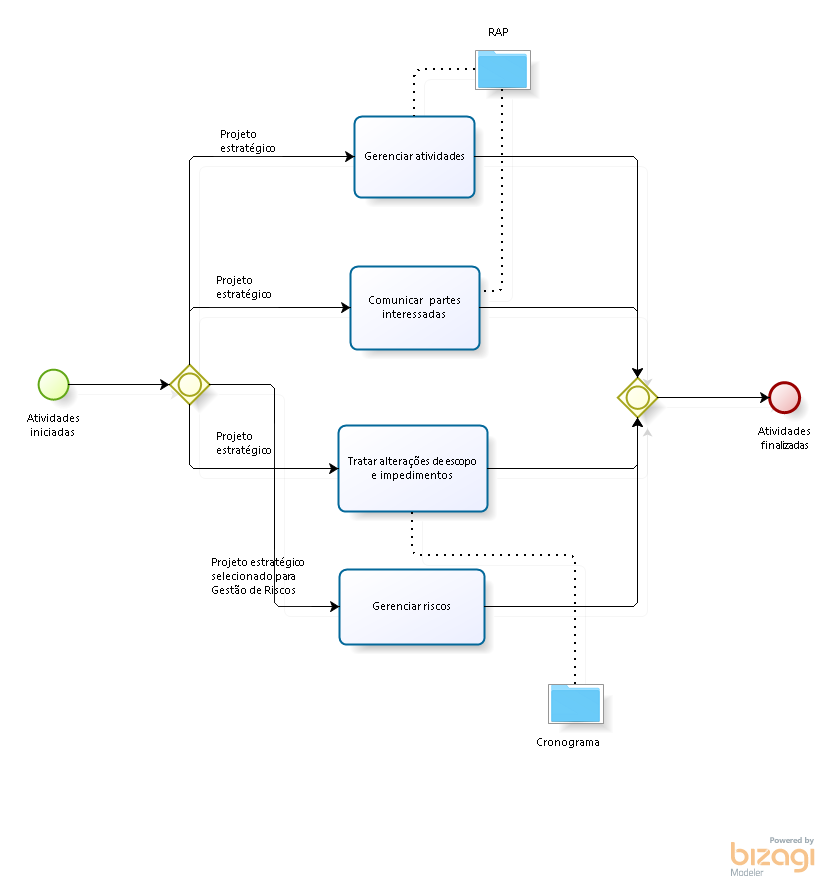 RAP
Projeto
estratégico
Gerenciar atividades
Projeto
estratégico
Comunicar partes
interessadas
Atividades
iniciadas
Projeto
estratégico
Tratar alterações de escopo
e impedimentos
Atividades
finalizadas
Projeto estratégico
selecionado para
Gestão de Riscos
Gerenciar riscos
Cronograma
Powered by
bizagi
Modeler